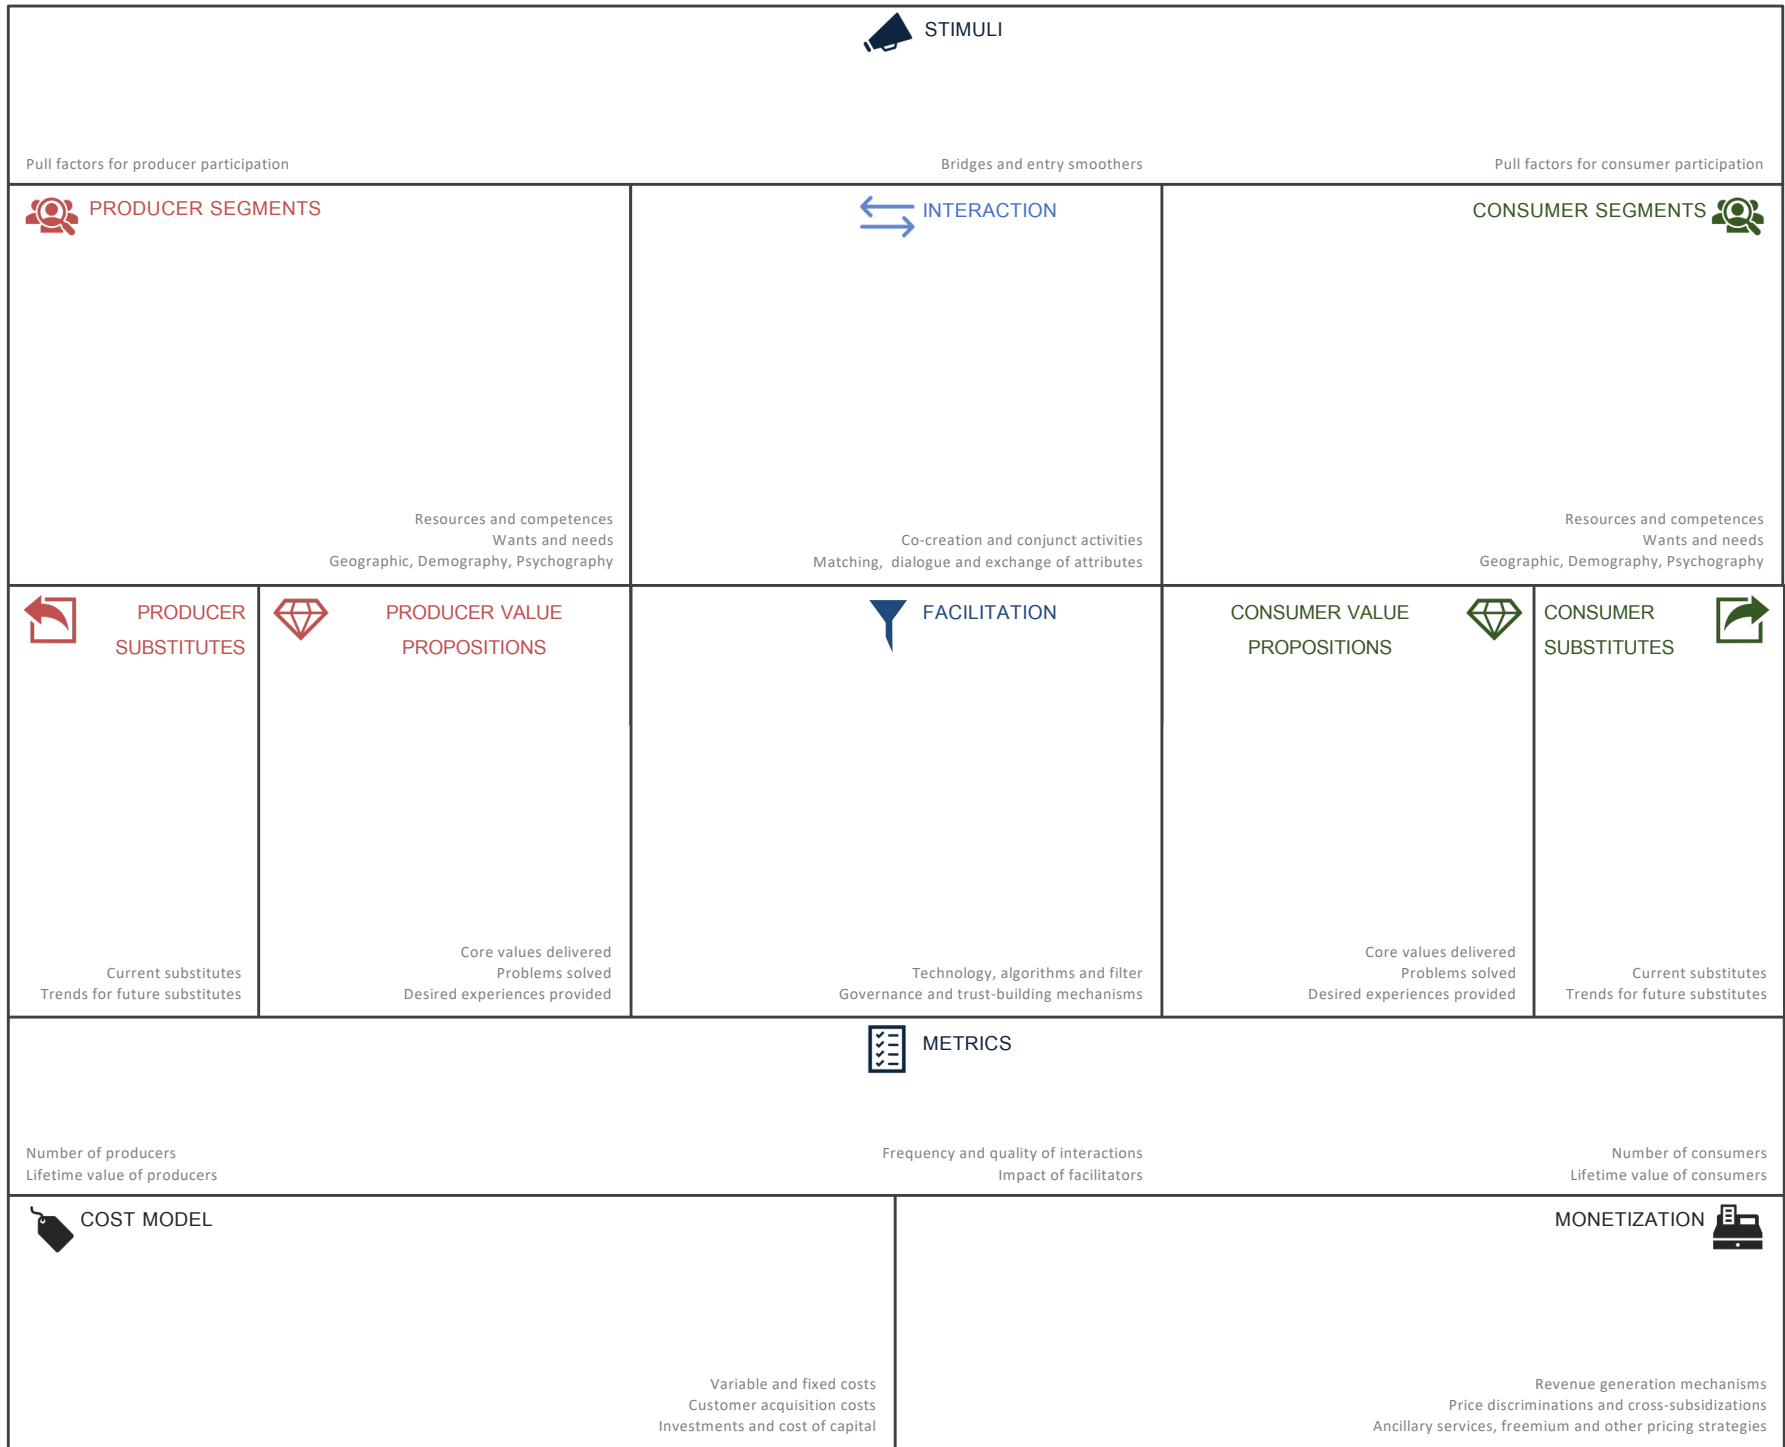 STIMULI
Pull factors for producer participation
Bridges and entry smoothers
Pull factors for consumer participation
PRODUCER SEGMENTS
Resources and competences
Wants and needs
Geographic, Demography, Psychography
INTERACTION
Co-creation and conjunct activities
Matching, dialogue and exchange of attributes
CONSUMER SEGMENTS
Resources and competences
Wants and needs
Geographic, Demography, Psychography
PRODUCER
SUBSTITUTES
Current substitutes
Trends for future substitutes
PRODUCER VALUE
PROPOSITIONS
Core values delivered
Problems solved
Desired experiences provided
FACILITATION
Technology, algorithms and filter
Governance and trust-building mechanisms
CONSUMER VALUE
PROPOSITIONS
Core values delivered
Problems solved
Desired experiences provided
CONSUMER
SUBSTITUTES
Current substitutes
Trends for future substitutes
METRICS
Number of producers
Lifetime value of producers
Frequency and quality of interactions
Impact of facilitators
Number of consumers
Lifetime value of consumers
COST MODEL
Variable and fixed costs
Customer acquisition costs
Investments and cost of capital
MONETIZATION
Revenue generation mechanisms
Price discriminations and cross-subsidizations
Ancillary services, freemium and other pricing strategies